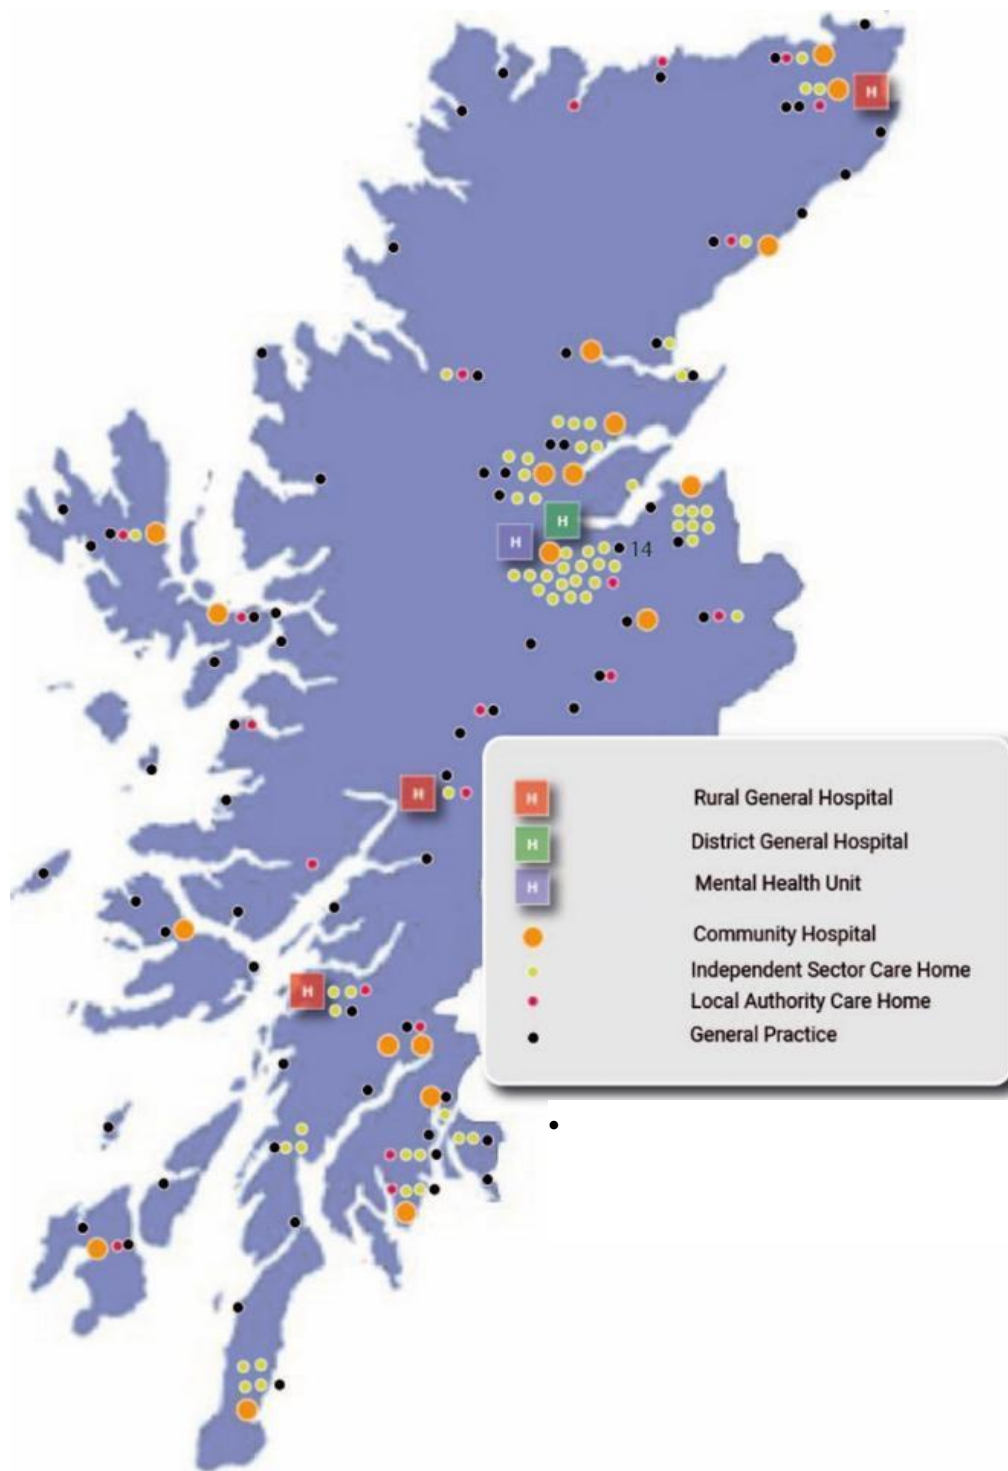 H
14
H
H
H
H
Rural General Hospital
H
District General Hospital
H
Mental Health Unit
Community Hospital
Independent Sector Care Home
Local Authority Care Home
General Practice
H